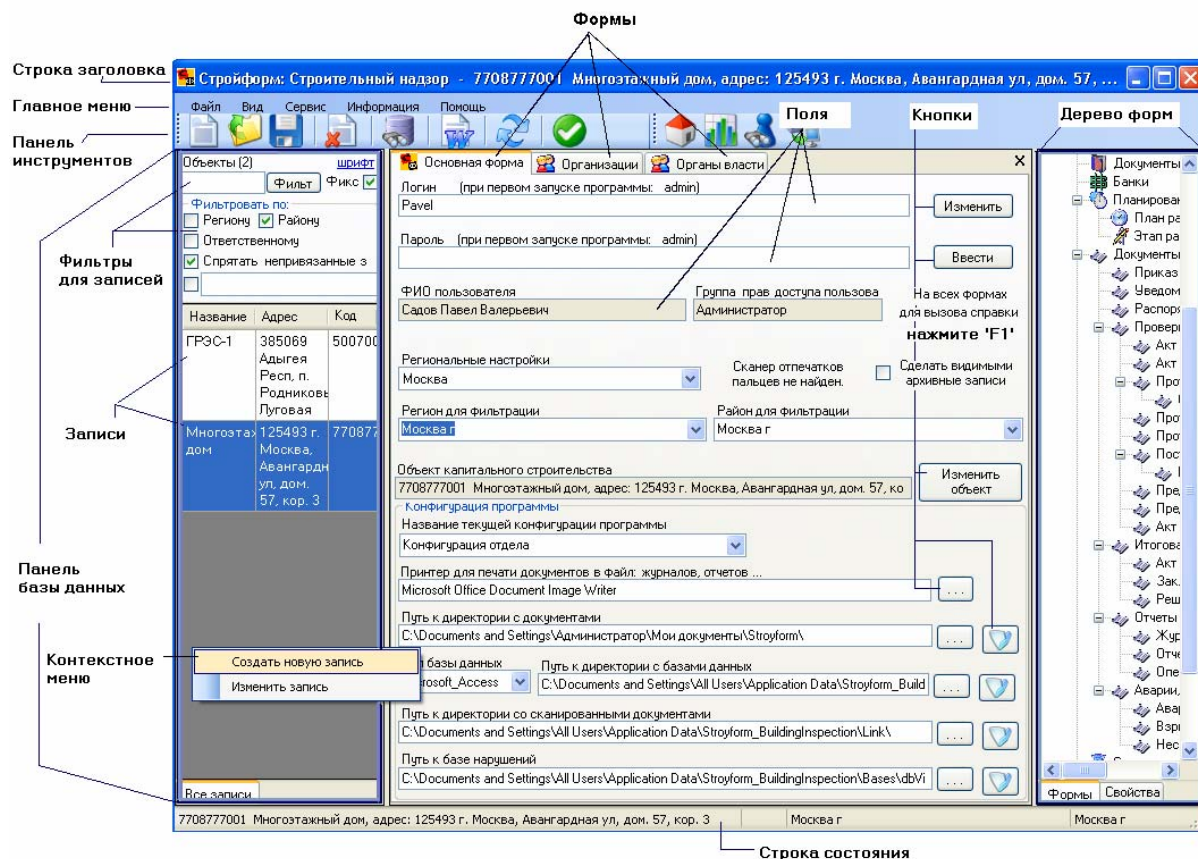 Формы
Строка заголовка
Стройформ: Строительный надзор - 7708777001 Многоэтажный дом, адрес: 125493 г. Москва, Авангардная ул, дом. 57, ...
Главное меню
Файл Вид Сервис Информация Помощь
Панель инструментов
Поля
Кнопки
Дерево форм
Объекты (2) шрифт
Фильт Фикс
Фильтровать по:
Региону Району
Ответственному
Спрятать непривязанные з
Фильтры для записей
Название Адрес Код
ГРЭС-1 385069 Адыгея Респ, п. Родниковы Луговая 500700
Записи
Многоэтаж дом 125493 г. Москва, Авангардн ул, дом. 57, кор. 3 77087
Панель базы данных
Контекстное меню
Создать новую запись
Изменить запись
Все записи
Основная форма Организации Органы власти X
Логин (при первом запуске программы: admin)
Pavel Изменить
Пароль (при первом запуске программы: admin)
Ввести
ФИО пользователя Группа прав доступа пользова
Садов Павел Валерьевич Администратор
На всех формах для вызова справки
нажмите 'F1'
Региональные настройки
Москва
Сканер отпечатков пальцев не найден.
Сделать видимыми архивные записи
Регион для фильтрации Район для фильтрации
Москва г Москва г
Объект капитального строительства
7708777001 Многоэтажный дом, адрес: 125493 г. Москва, Авангардная ул, дом. 57, ко
Изменить объект
Конфигурация программы
Название текущей конфигурации программы
Конфигурация отдела
Принтер для печати документов в файл: журналов, отчетов ...
Microsoft Office Document Image Writer ...
Путь к директории с документами
C:\Documents and Settings\Администратор\Мои документы\Stroyform\ ...
базы данных Путь к директории с базами данных
rosoft_Access C:\Documents and Settings\All Users\Application Data\Stroyform_Build ...
Путь к директории со сканированными документами
C:\Documents and Settings\All Users\Application Data\Stroyform_BuildingInspection\Link\ ...
Путь к базе нарушений
C:\Documents and Settings\All Users\Application Data\Stroyform_BuildingInspection\Bases\dbVi ...
Документы
Банки
Планирован
План ра
Этап ра
Документы
Приказ
Уведом
Распоря
Провери
Акт
Акт
Про
Про
Про
Пос
Пред
Пред
Акт
Итогова
Акт
Зак.
Реш
Отчеты
Жур
Отче
Опе
Аварии,
Авар
Взры
Нес
Формы Свойства
7708777001 Многоэтажный дом, адрес: 125493 г. Москва, Авангардная ул, дом. 57, кор. 3 Москва г Москва г
Строка состояния